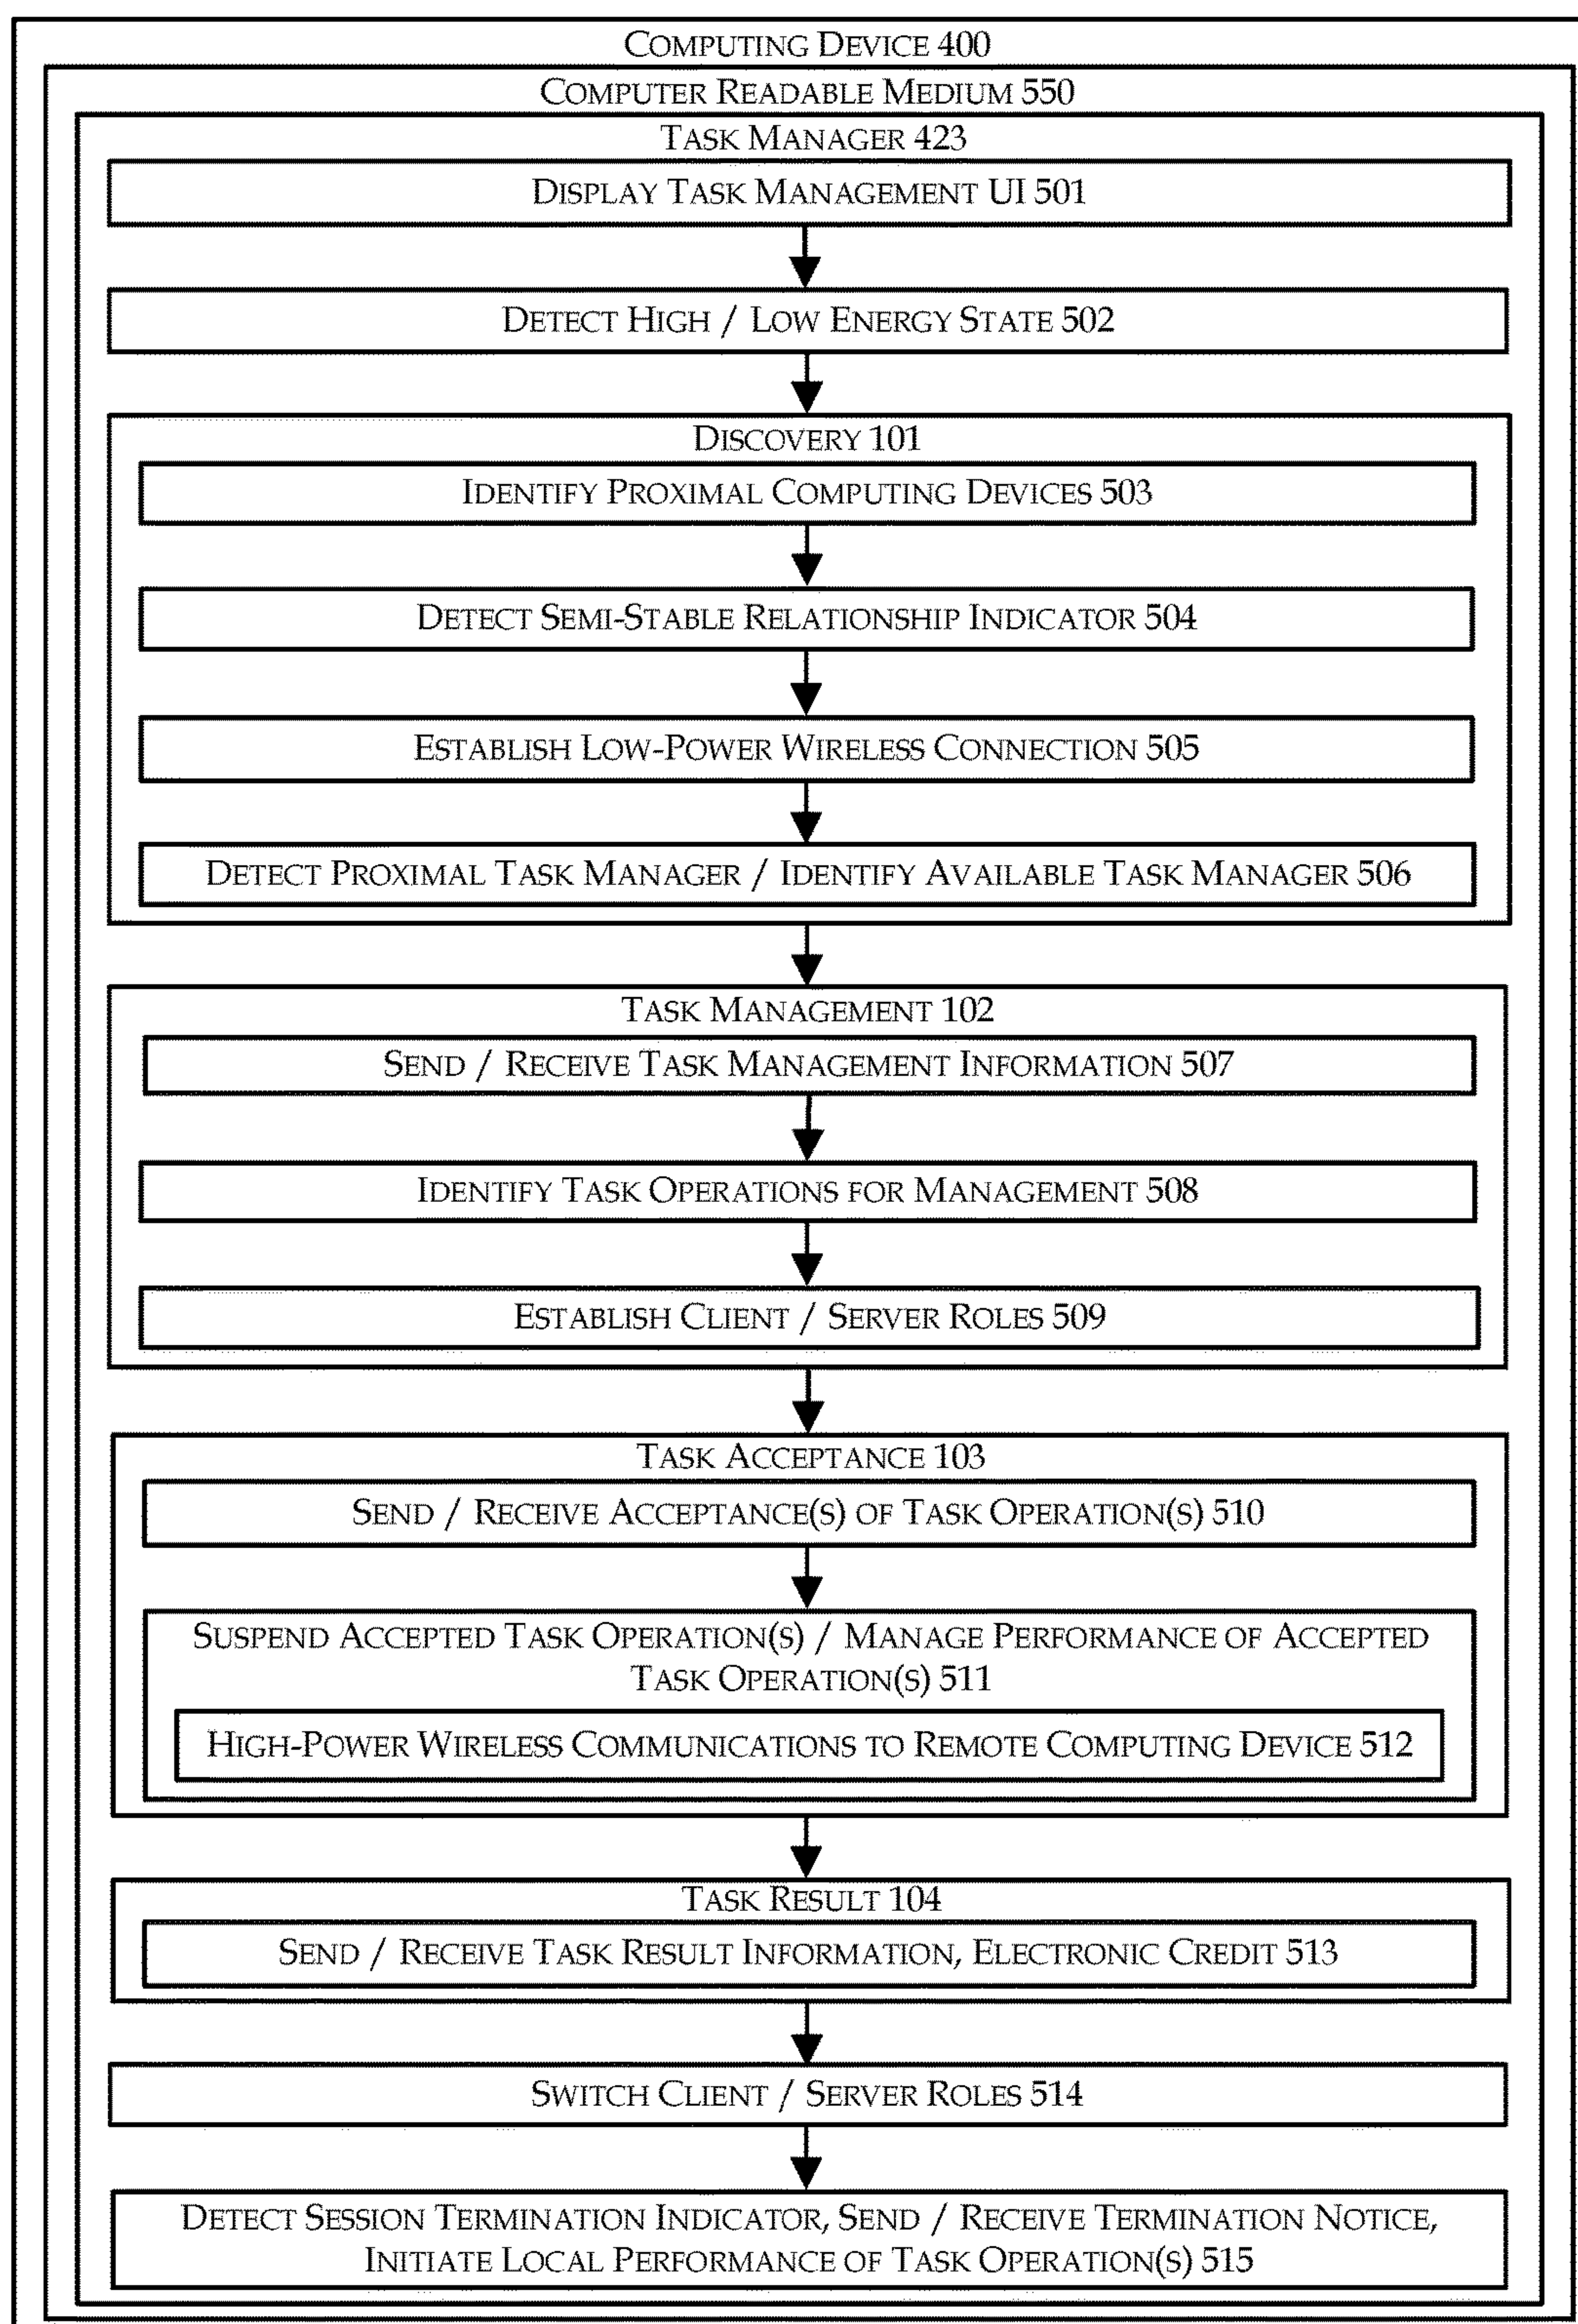 COMPUTING DEVICE 400
COMPUTER READABLE MEDIUM 550
TASK MANAGER 423
DISPLAY TASK MANAGEMENT UI 501
DETECT HIGH / LOW ENERGY STATE 502
DISCOVERY 101
IDENTIFY PROXIMAL COMPUTING DEVICES 503
DETECT SEMI-STABLE RELATIONSHIP INDICATOR 504
ESTABLISH LOW-POWER WIRELESS CONNECTION 505
DETECT PROXIMAL TASK MANAGER / IDENTIFY AVAILABLE TASK MANAGER 506
TASK MANAGEMENT 102
SEND / RECEIVE TASK MANAGEMENT INFORMATION 507
IDENTIFY TASK OPERATIONS FOR MANAGEMENT 508
ESTABLISH CLIENT / SERVER ROLES 509
TASK ACCEPTANCE 103
SEND / RECEIVE ACCEPTANCE(S) OF TASK OPERATION(S) 510
SUSPEND ACCEPTED TASK OPERATION(S) / MANAGE PERFORMANCE OF ACCEPTED
TASK OPERATION(S) 511
HIGH-POWER WIRELESS COMMUNICATIONS TO REMOTE COMPUTING DEVICE 512
TASK RESULT 104
SEND / RECEIVE TASK RESULT INFORMATION, ELECTRONIC CREDIT 513
SWITCH CLIENT / SERVER ROLES 514
DETECT SESSION TERMINATION INDICATOR, SEND / RECEIVE TERMINATION NOTICE,
INITIATE LOCAL PERFORMANCE OF TASK OPERATION(S) 515